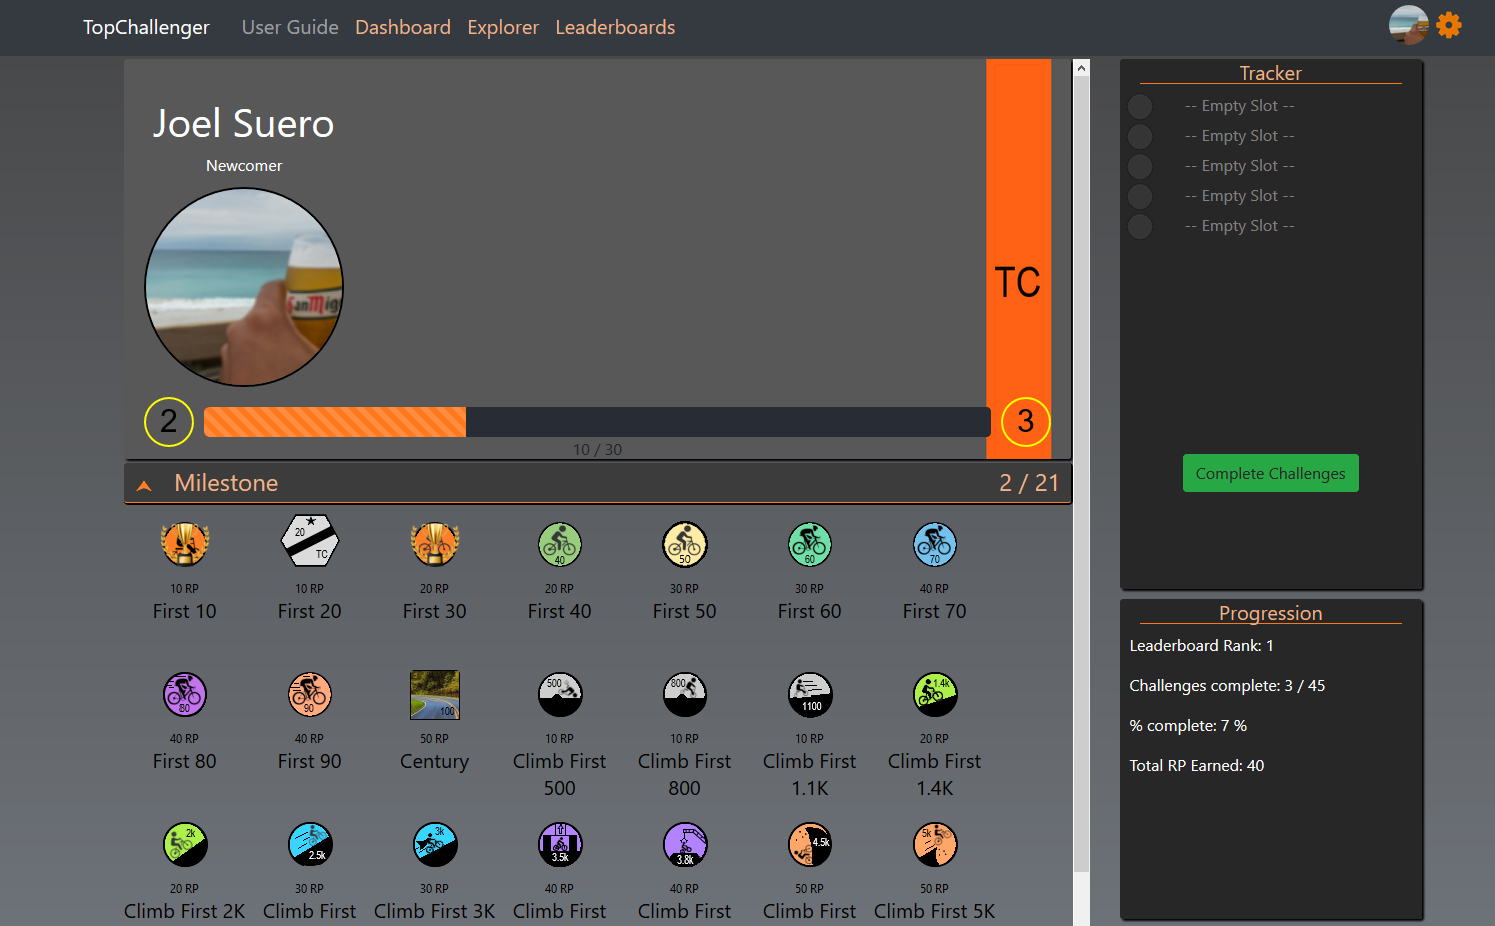 TopChallenger User Guide Dashboard Explorer Leaderboards
Joel Suero
Newcomer
SanMig
TC
2 3
10 / 30
Milestone 2 / 21
20 TC 40 50 60 70
10 RP 10 RP 20 RP 20 RP 30 RP 30 RP 40 RP
First 10 First 20 First 30 First 40 First 50 First 60 First 70
80 90 100 500 800 1100 1.4k
40 RP 40 RP 50 RP 10 RP 10 RP 10 RP 20 RP
First 80 First 90 Century Climb First Climb First Climb First Climb First
500 800 1.1K 1.4K
2k 2.5k 3k 3.5k 3.8k 4.5k 5k
20 RP 30 RP 30 RP 40 RP 40 RP 50 RP 50 RP
Climb First 2K Climb First Climb First 3K Climb First Climb First Climb First Climb First 5K
Tracker
-- Empty Slot --
-- Empty Slot --
-- Empty Slot --
-- Empty Slot --
-- Empty Slot --
Complete Challenges
Progression
Leaderboard Rank: 1
Challenges complete: 3 / 45
% complete: 7 %
Total RP Earned: 40